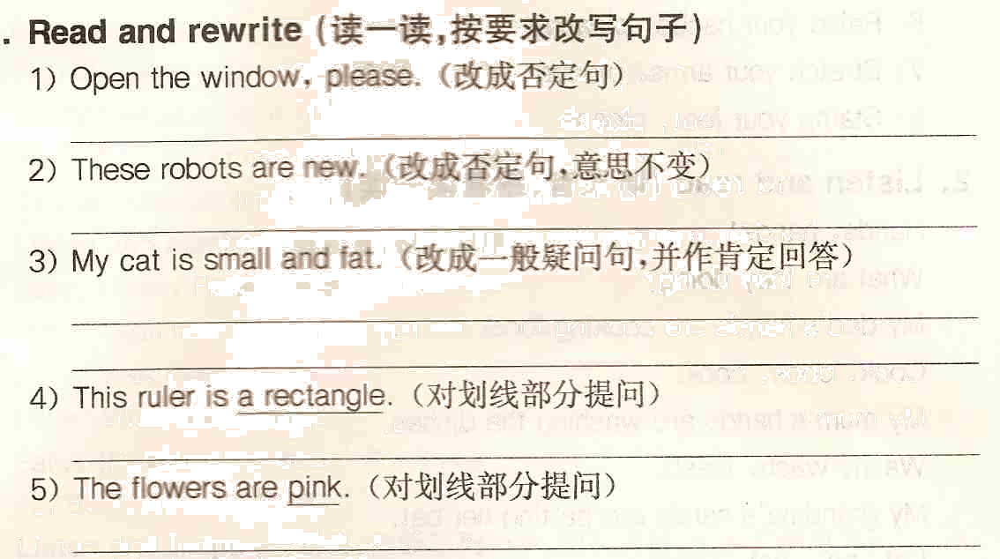 . Read and rewrite (读一读,按要求改写句子)
1) Open the window, please. (改成否定句)
2) These robots are new. (改成否定句,意思不变)
3) My cat is small and fat. (改成一般疑问句,并作肯定回答)
4) This ruler is a rectangle. (对划线部分提问)
5) The flowers are pink. (对划线部分提问)